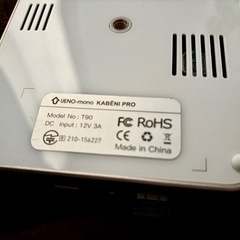 UENO-mono KABENI PRO
Model No : T90
DC Input : 12V 3A
R 210-156227
FC RoHS
CE
Made in China